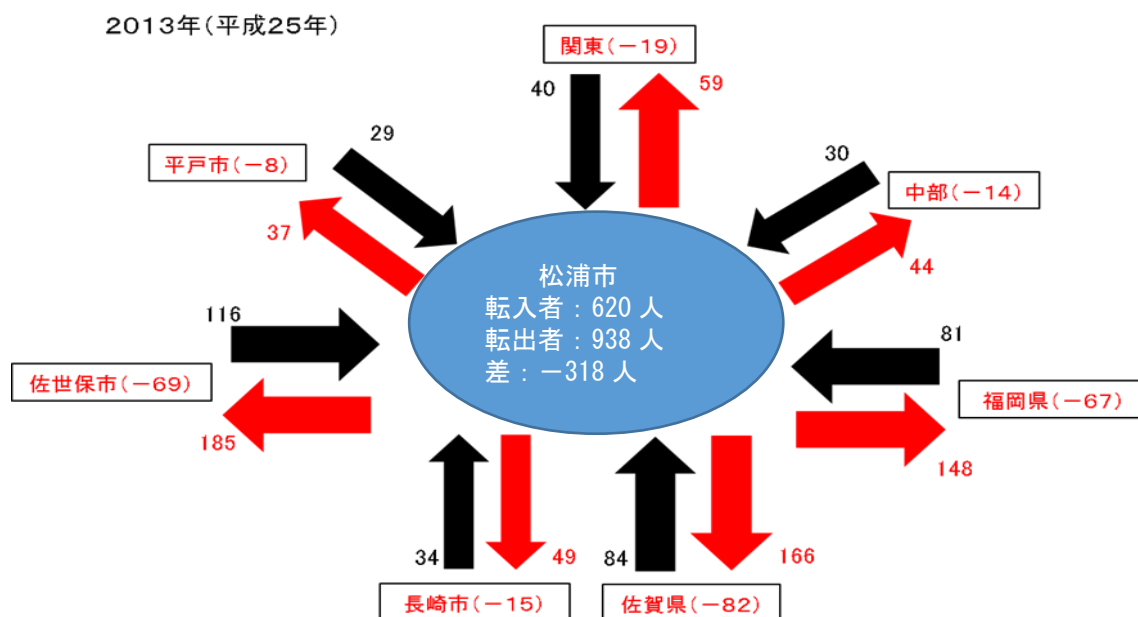 2013年(平成25年)
関東(－19)
40
59
29
平戸市(－8)
37
30
中部(－14)
44
松浦市
転入者：620 人
転出者：938 人
差：－318 人
116
佐世保市(－69)
185
81
福岡県(－67)
148
34
49
長崎市(－15)
84
166
佐賀県(－82)